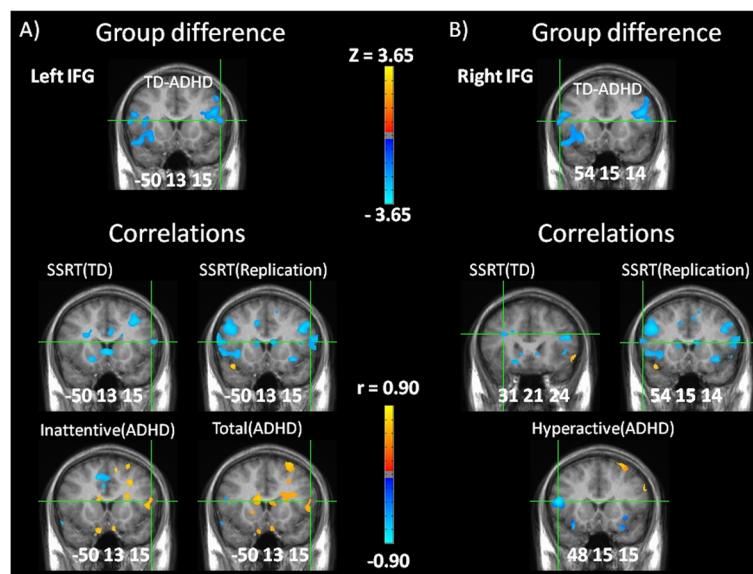 A) Group difference
Left IFG
TD-ADHD
-50 13 15
Z = 3.65
- 3.65
Correlations
SSRT(TD)
-50 13 15
SSRT(Replication)
-50 13 15
Inattentive(ADHD)
-50 13 15
Total(ADHD)
-50 13 15
r = 0.90
-0.90
B) Group difference
Right IFG
TD-ADHD
54 15 14
Correlations
SSRT(TD)
31 21 24
SSRT(Replication)
54 15 14
Hyperactive(ADHD)
48 15 15